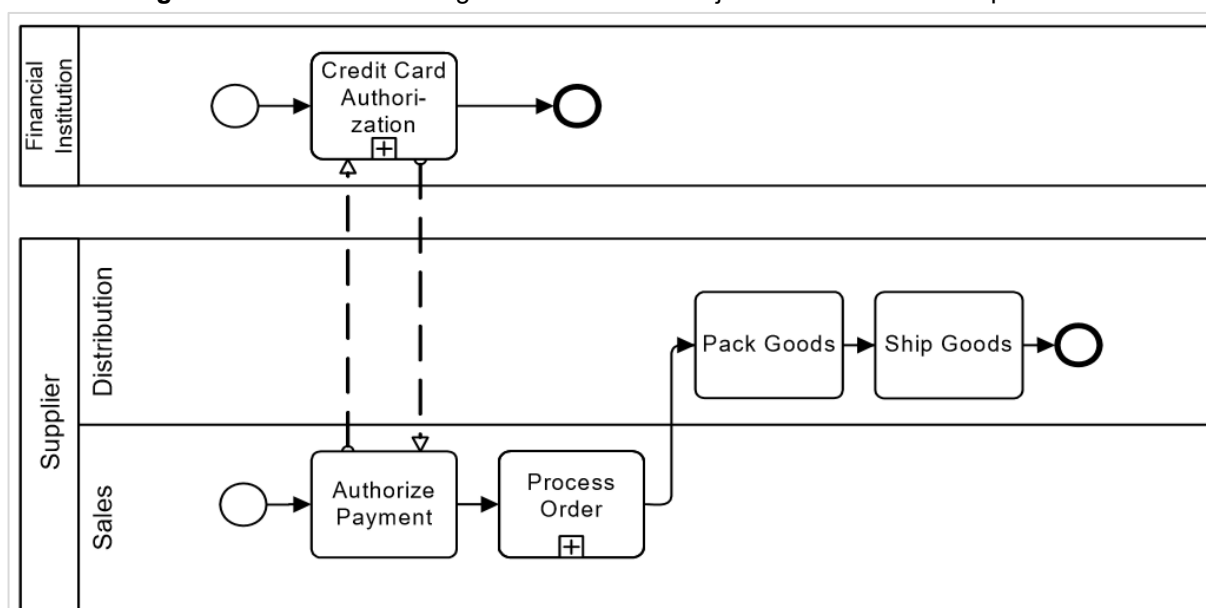 Financial
Institution
Credit Card
Authori-
zation
Supplier
Distribution
Pack Goods
Ship Goods
Sales
Authorize
Payment
Process
Order